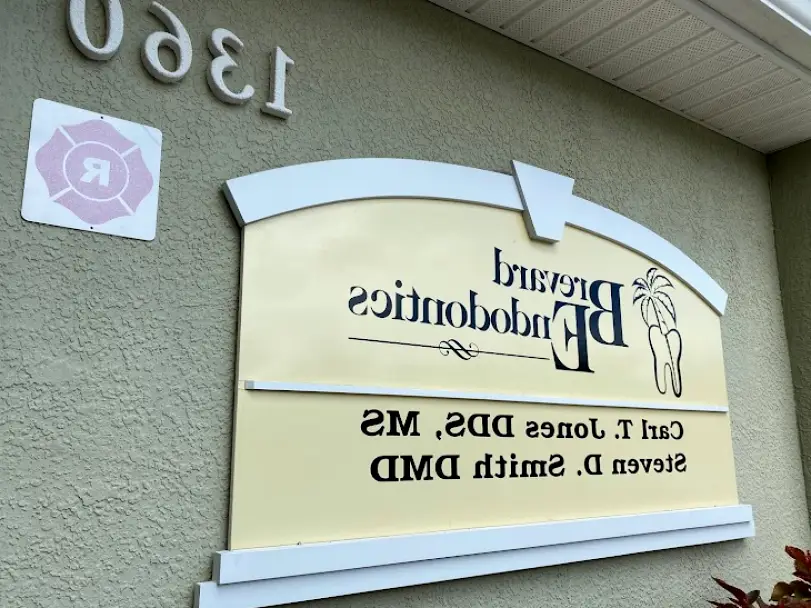 1360
R
Brevard
Endodontics
Carl T. Jones DDS, MS
Steven D. Smith DMD